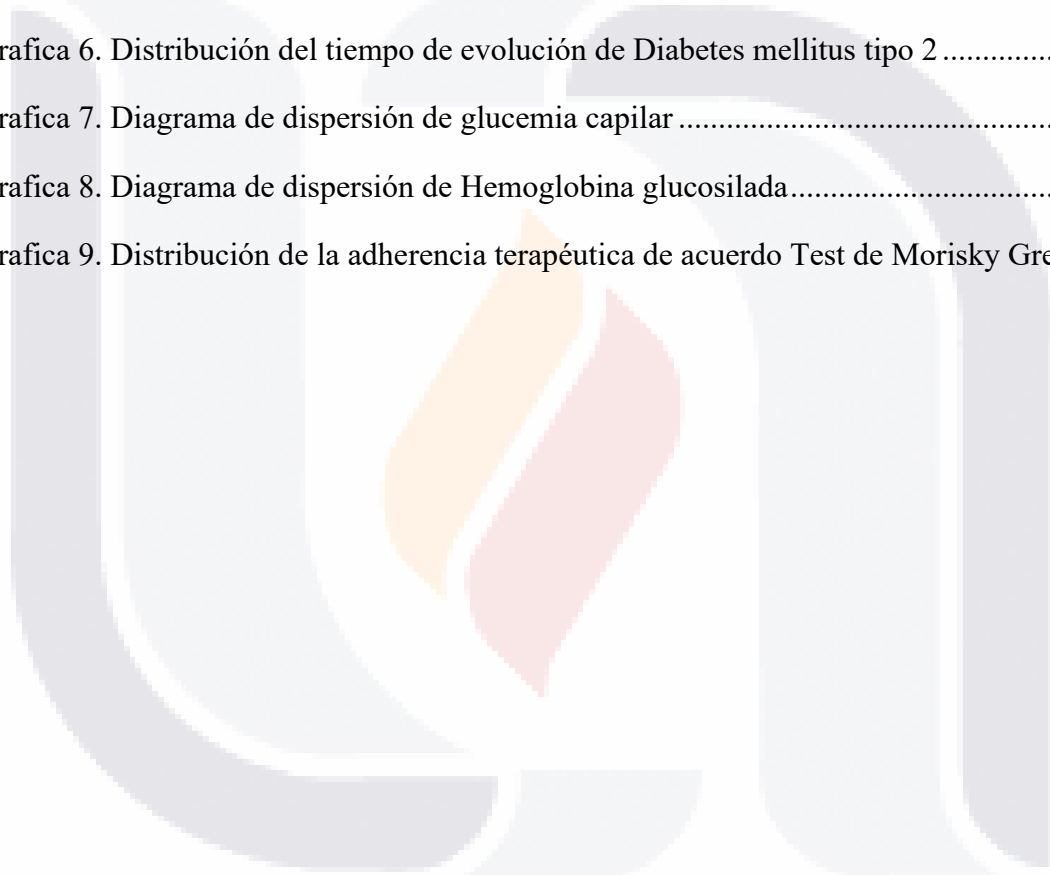 rafica 6. Distribución del tiempo de evolución de Diabetes mellitus tipo 2.............
rafica 7. Diagrama de dispersión de glucemia capilar.............................................
rafica 8. Diagrama de dispersión de Hemoglobina glucosilada................................
rafica 9. Distribución de la adherencia terapéutica de acuerdo Test de Morisky Gre